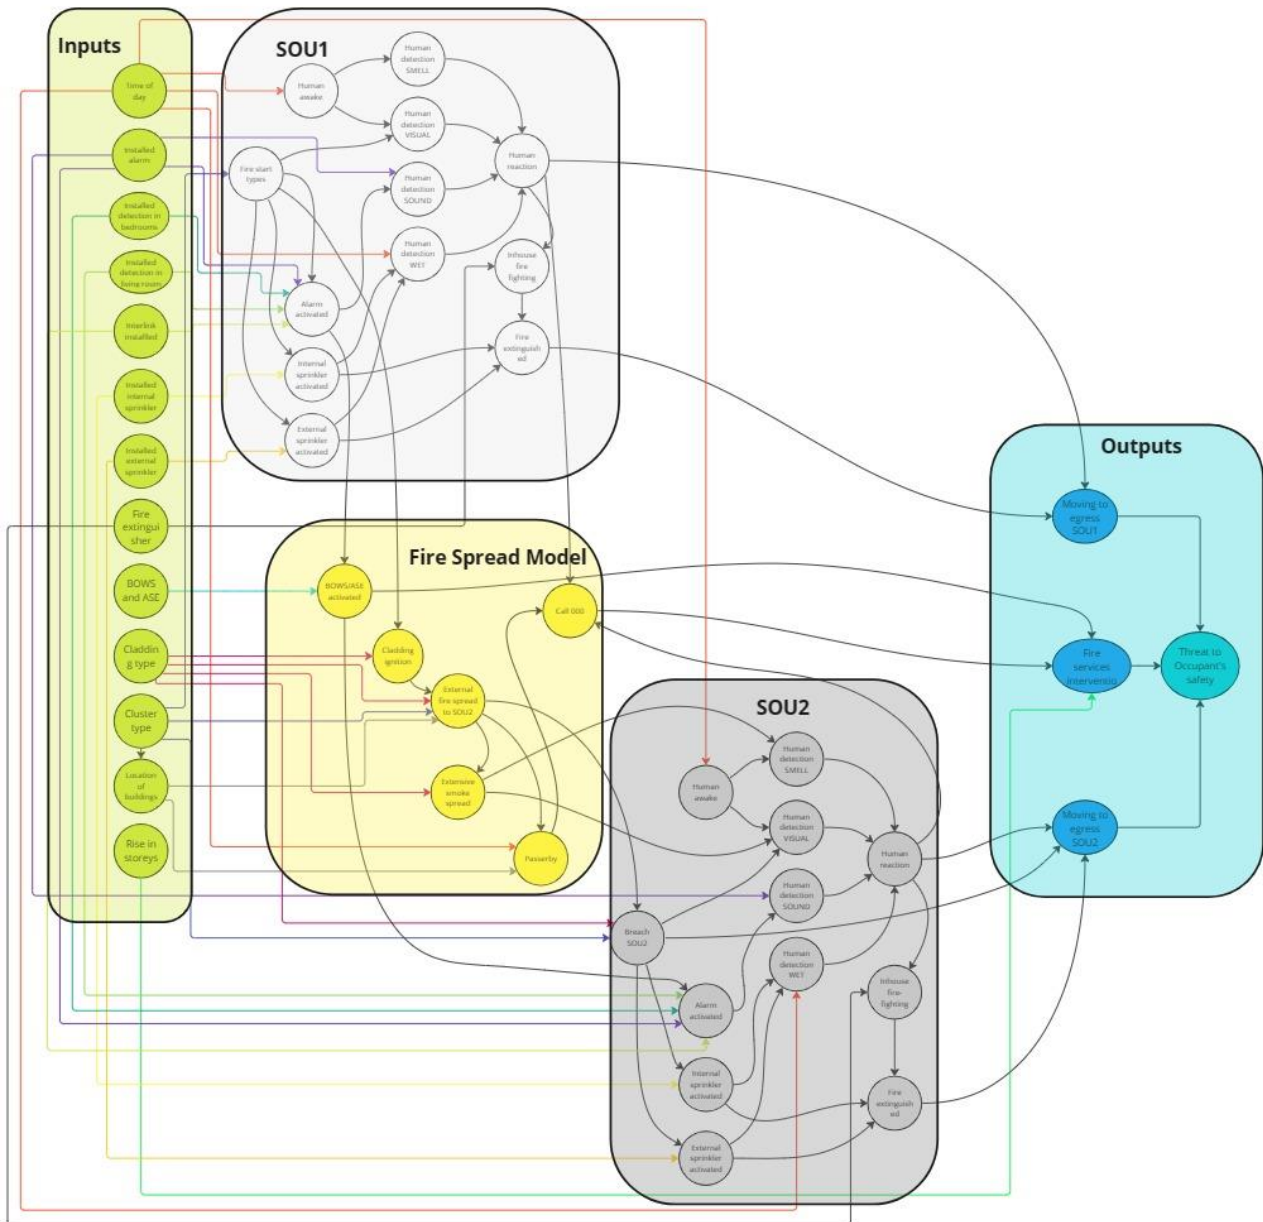 Inputs
Time of
day
Installed
alarm
Installed
detection in
bedrooms
Installed
detection in
living room
Interlink
installed
Installed
internal
sprinkler
Installed
external
sprinkler
Fire
extingui
sher
BOWS
and ASE
Claddin
g type
Cluster
type
Location
of
buildings
Rise in
storeys
SOU1
Human
awake
Fire start
types
Human
detection
SMELL
Human
detection
VISUAL
Human
detection
SOUND
Human
detection
WET
Alarm
activated
Internal
sprinkler
activated
External
sprinkler
activated
Human
reaction
Inhouse
fire
fighting
Fire
extinguish
ed
Fire Spread Model
BOWS/ASE
activated
Call 000
Cladding
ignition
External
fire spread
to SOU2
Extensive
smoke
spread
Passerby
SOU2
Human
awake
Human
detection
SMELL
Human
detection
VISUAL
Human
detection
SOUND
Human
detection
WET
Breach
SOU2
Alarm
activated
Internal
sprinkler
activated
External
sprinkler
activated
Human
reaction
Inhouse
fire-
fighting
Fire
extinguish
ed
Outputs
Moving to
egress
SOU1
Fire
services
interventio
Threat to
Occupant's
safety
Moving to
egress
SOU2